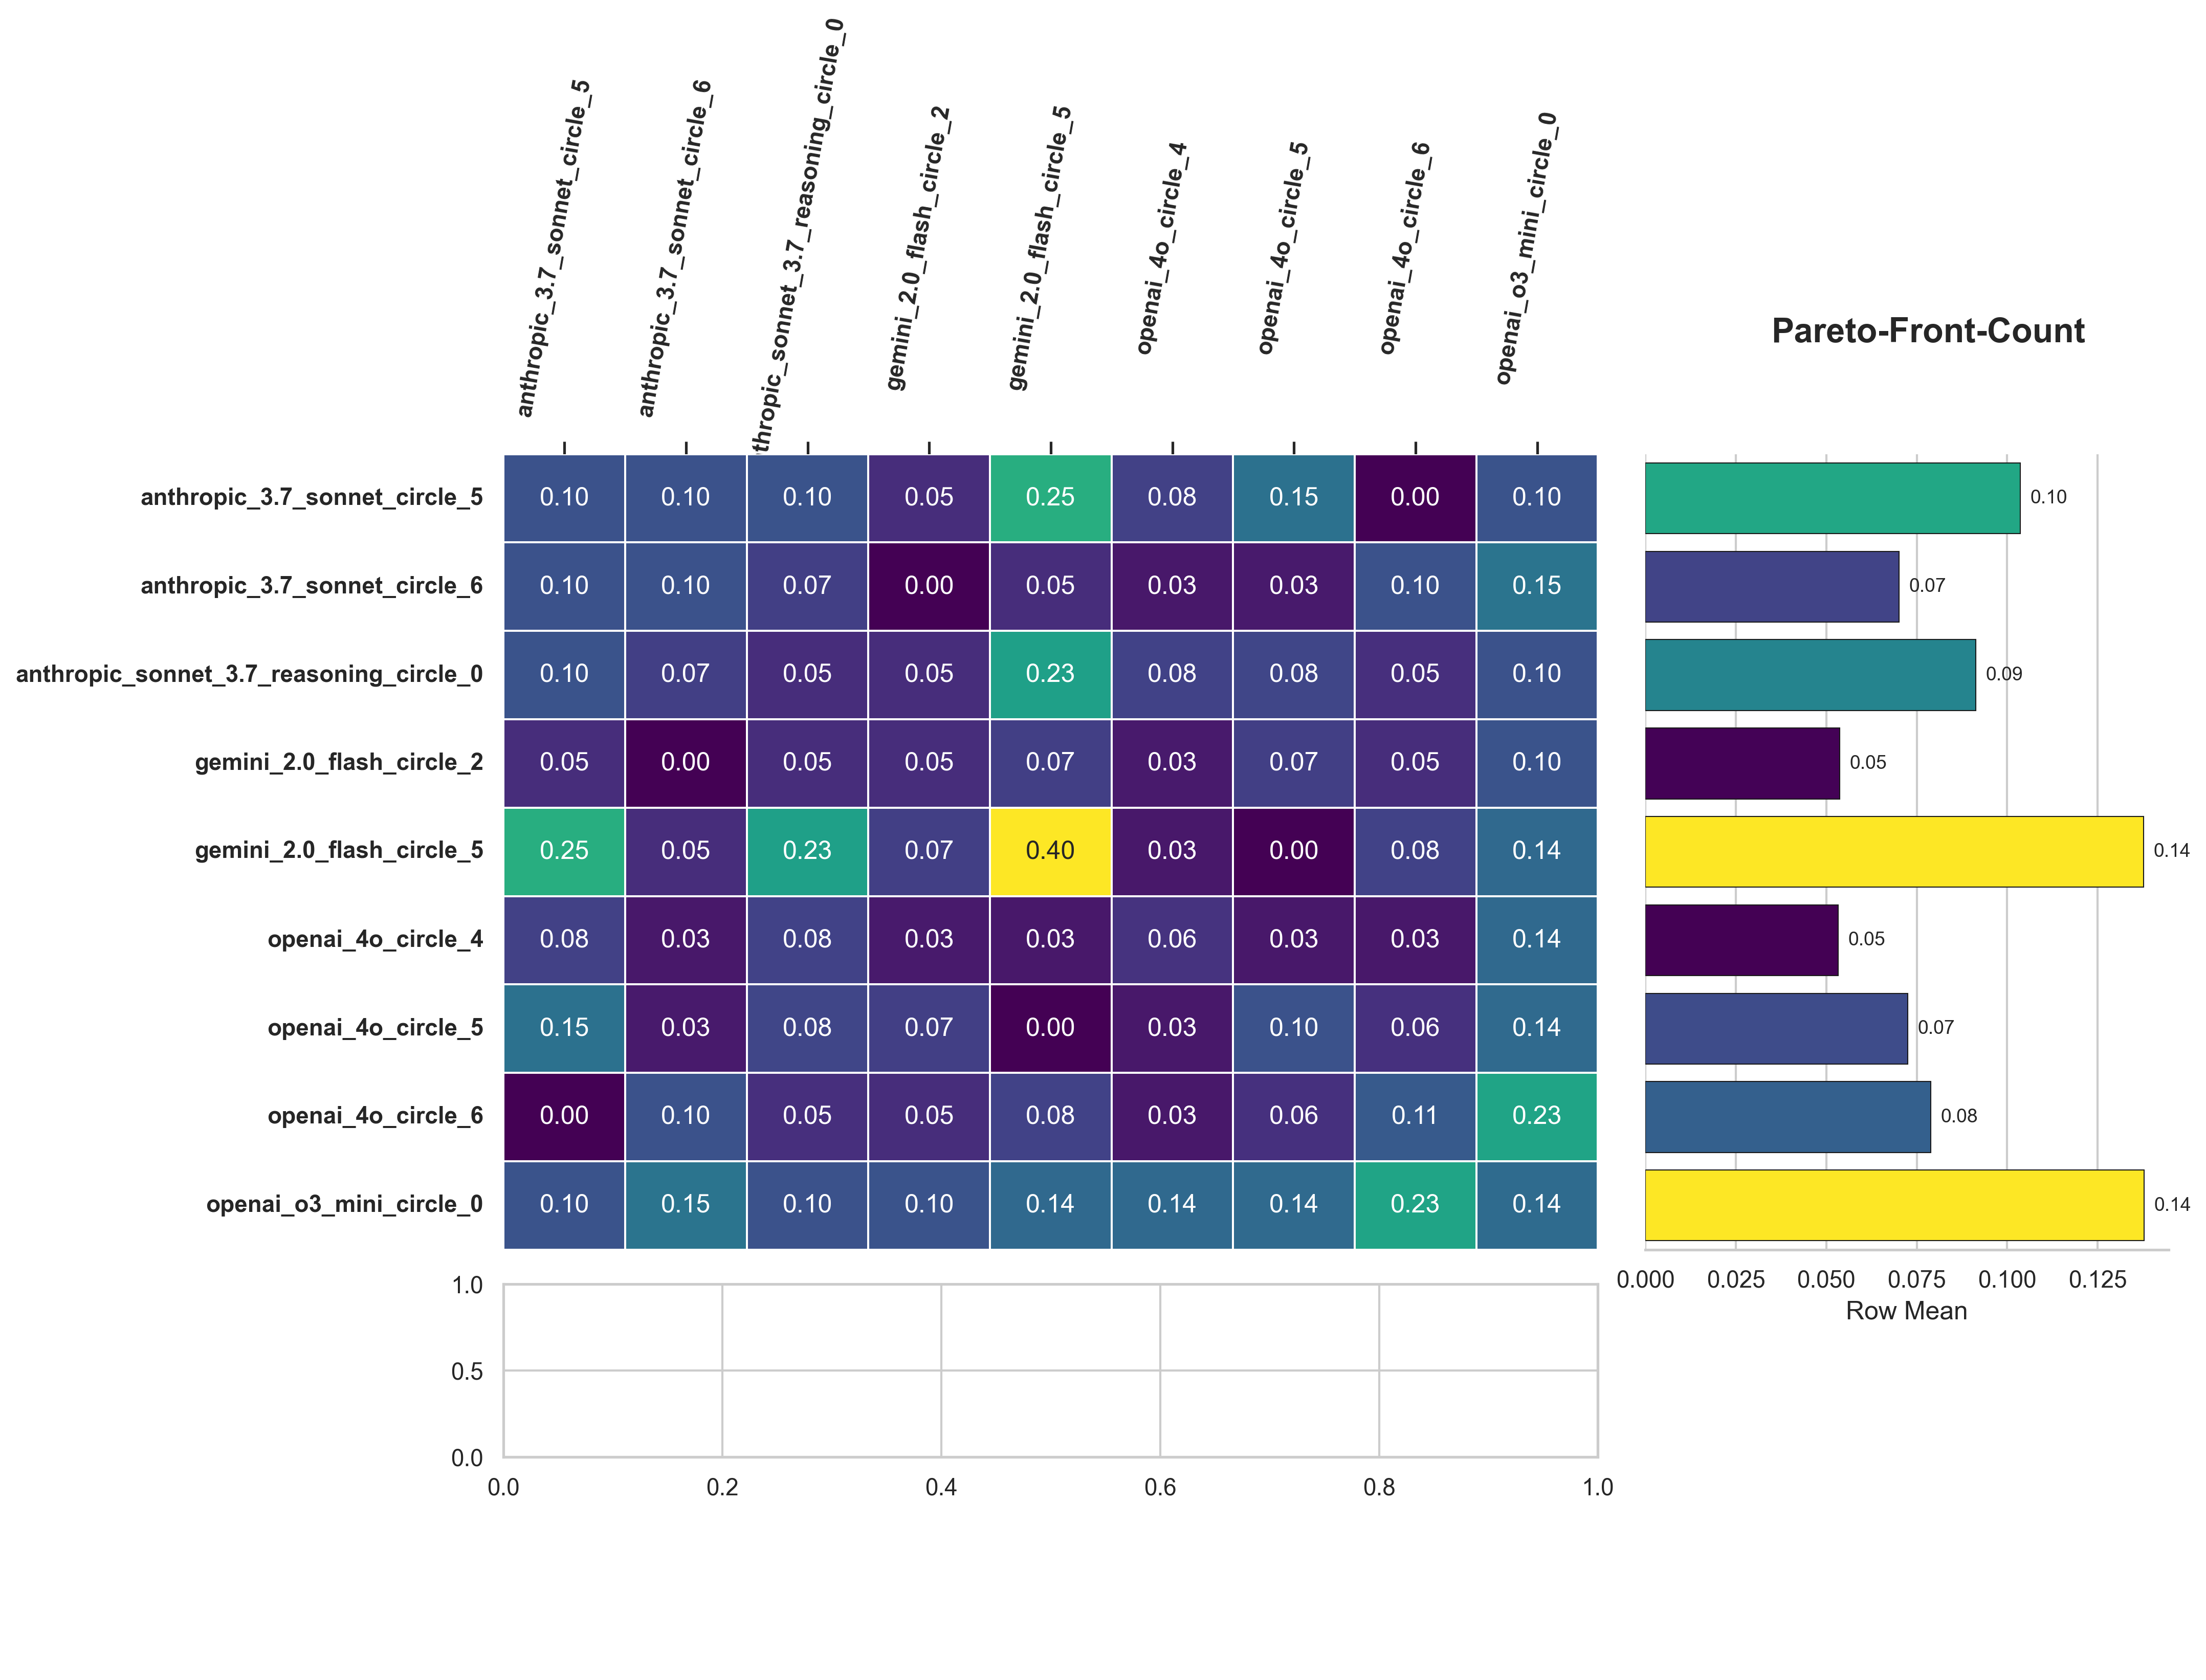 anthropic_3.7_sonnet_circle_5
anthropic_3.7_sonnet_circle_6
thropic_sonnet_3.7_reasoning_circle_0
gemini_2.0_flash_circle_2
gemini_2.0_flash_circle_5
openai_4o_circle_4
openai_4o_circle_5
openai_4o_circle_6
openai_o3_mini_circle_0
Pareto-Front-Count
anthropic_3.7_sonnet_circle_5 0.10 0.10 0.10 0.05 0.25 0.08 0.15 0.00 0.10 0.10
anthropic_3.7_sonnet_circle_6 0.10 0.10 0.07 0.00 0.05 0.03 0.03 0.10 0.15 0.07
anthropic_sonnet_3.7_reasoning_circle_0 0.10 0.07 0.05 0.05 0.23 0.08 0.08 0.05 0.10 0.09
gemini_2.0_flash_circle_2 0.05 0.00 0.05 0.05 0.07 0.03 0.07 0.05 0.10 0.05
gemini_2.0_flash_circle_5 0.25 0.05 0.23 0.07 0.40 0.03 0.00 0.08 0.14 0.14
openai_4o_circle_4 0.08 0.03 0.08 0.03 0.03 0.06 0.03 0.03 0.14 0.05
openai_4o_circle_5 0.15 0.03 0.08 0.07 0.00 0.03 0.10 0.06 0.14 0.07
openai_4o_circle_6 0.00 0.10 0.05 0.05 0.08 0.03 0.06 0.11 0.23 0.08
openai_o3_mini_circle_0 0.10 0.15 0.10 0.10 0.14 0.14 0.14 0.23 0.14 0.14
0.000 0.025 0.050 0.075 0.100 0.125
Row Mean
1.0
0.5
0.0
0.0 0.2 0.4 0.6 0.8 1.0